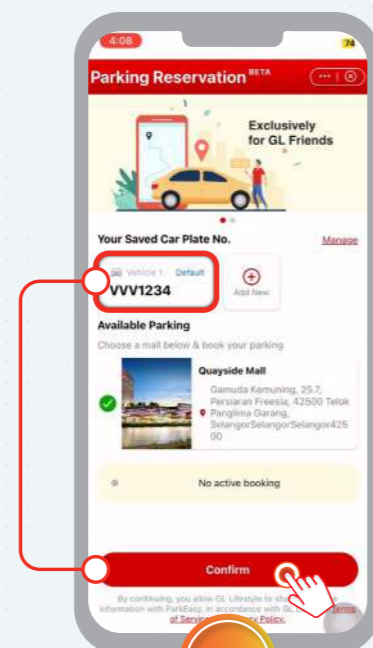 4:08
74
Parking Reservation BETA
Exclusively
for GL Friends
Your Saved Car Plate No.
Manage
Vehicle 1 Default
VVV1234
Add New
Available Parking
Choose a mall below & book your parking
Quayside Mall
Gamuda Kemuning, 25.7,
Persiaran Freesia, 42500 Telok
Panglima Garang,
SelangorSelangorSelangor425
00
No active booking
Confirm
By continuing, you allow GL Lifestyle to
information with ParkEasy, in accordance with GL
of Policy.